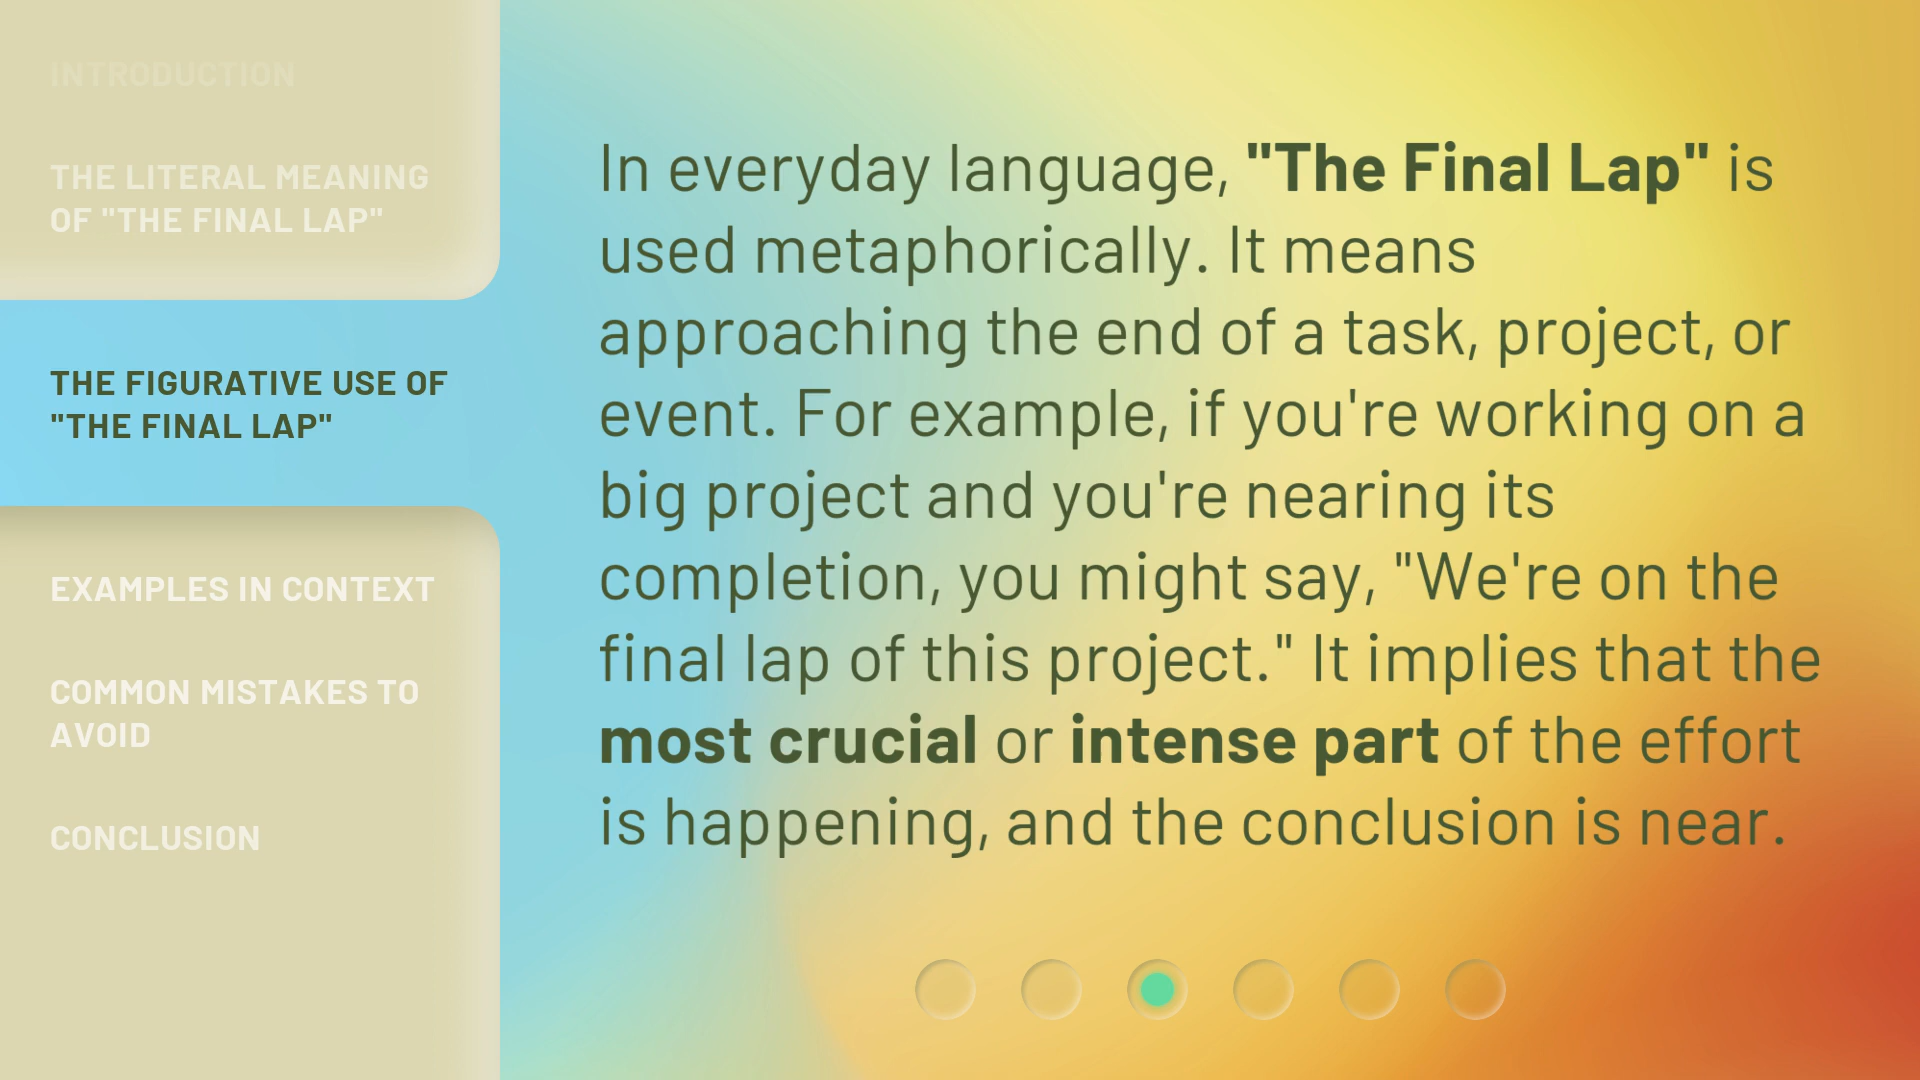 INTRODUCTION
THE LITERAL MEANING
OF "THE FINAL LAP"
THE FIGURATIVE USE OF
"THE FINAL LAP"
EXAMPLES IN CONTEXT
COMMON MISTAKES TO
AVOID
CONCLUSION
In everyday language, "The Final Lap" is
used metaphorically. It means
approaching the end of a task, project, or
event. For example, if you're working on a
big project and you're nearing its
completion, you might say, "We're on the
final lap of this project." It implies that the
most crucial or intense part of the effort
is happening, and the conclusion is near.